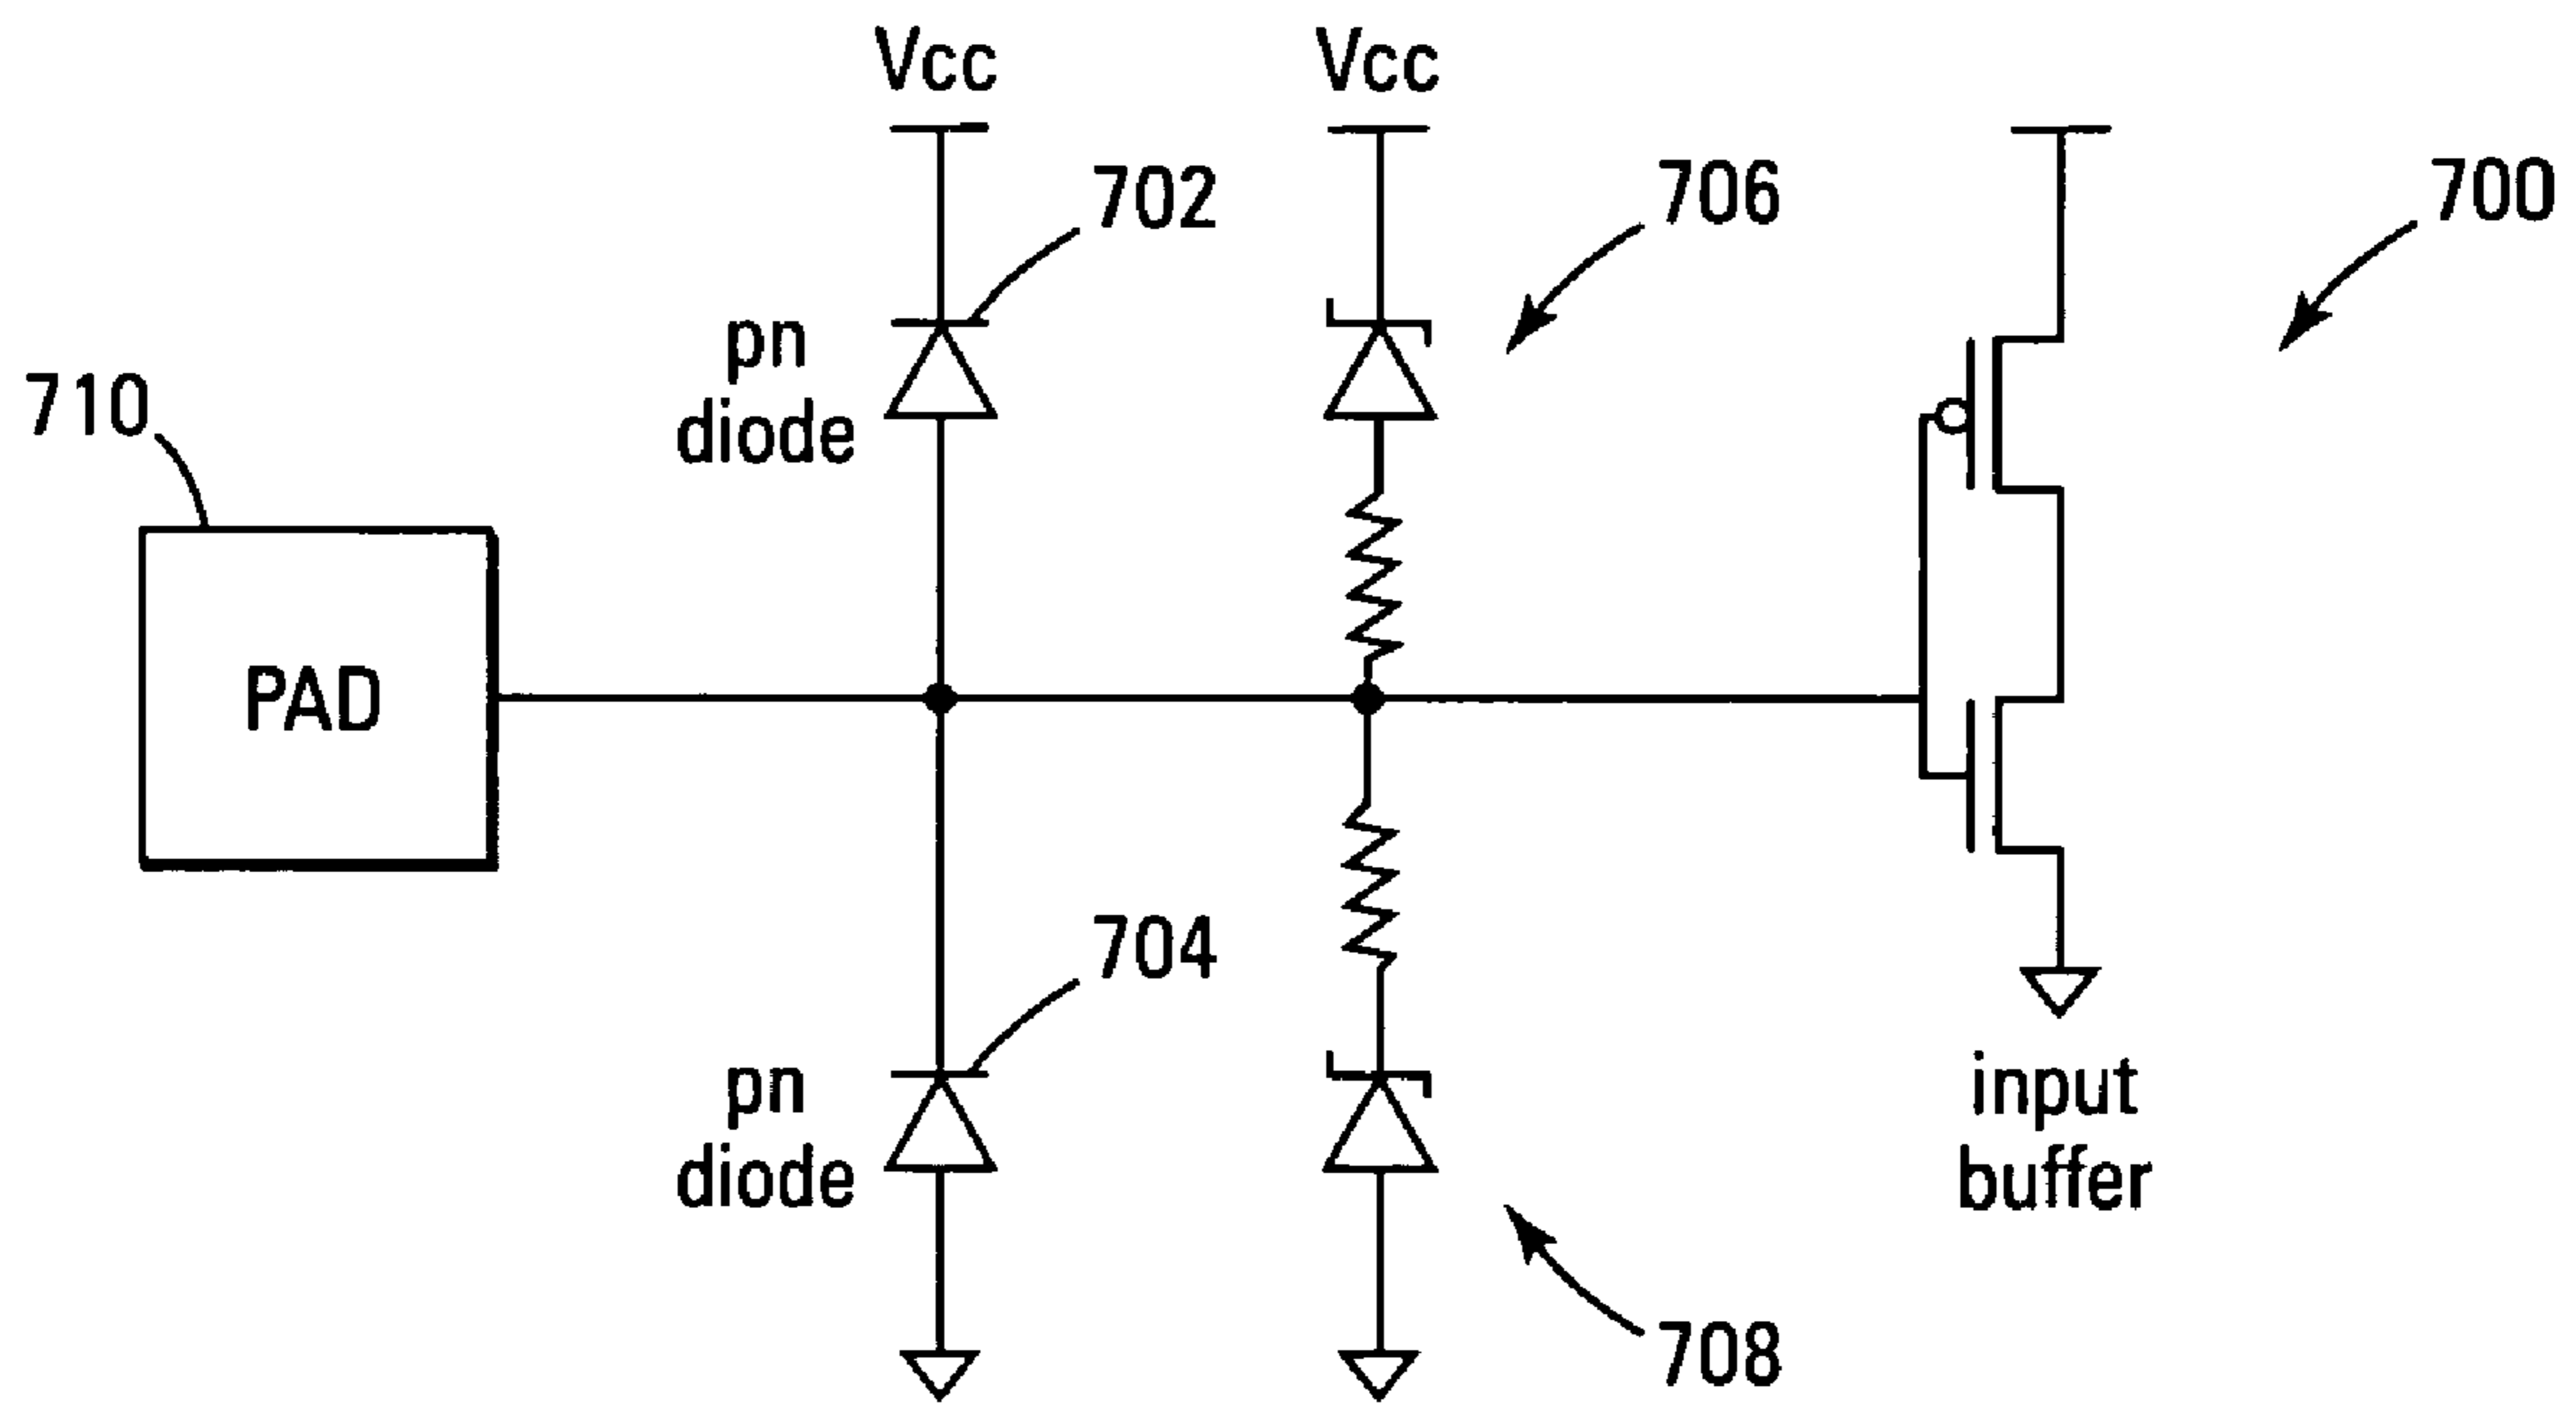 Vcc
Vcc
702
706
700
pn
diode
710
PAD
704
pn
diode
input
buffer
708